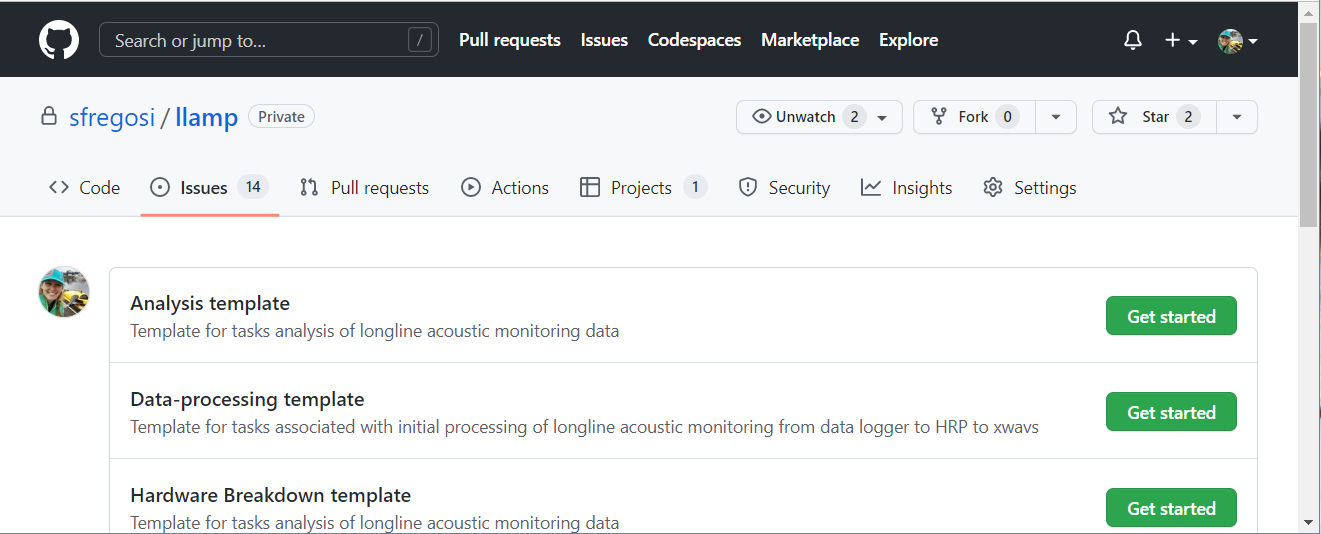 Search or jump to... / Pull requests Issues Codespaces Marketplace Explore
sfregosi / llamp Private Unwatch 2 Fork 0 Star 2
Code Issues 14 Pull requests Actions Projects 1 Security Insights Settings
Analysis template
Template for tasks analysis of longline acoustic monitoring data
Get started
Data-processing template
Template for tasks associated with initial processing of longline acoustic monitoring from data logger to HRP to xwavs
Get started
Hardware Breakdown template
Template for tasks analysis of longline acoustic monitoring data
Get started